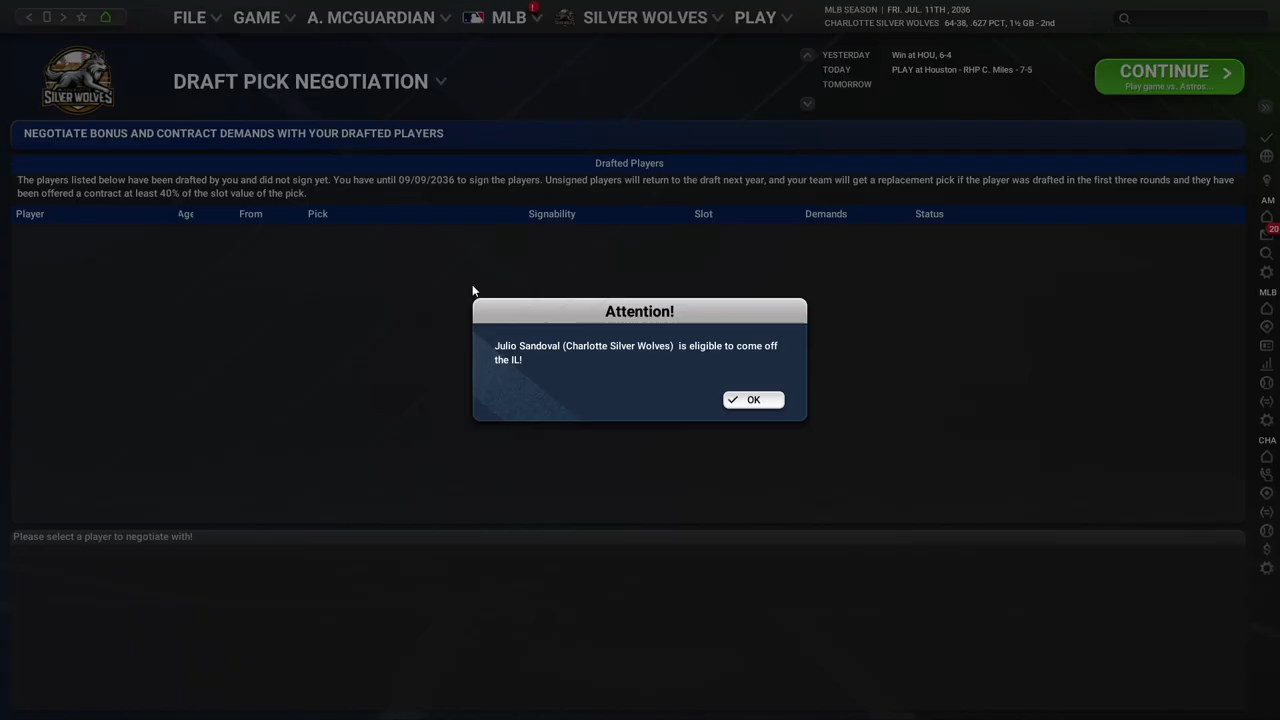 FILE GAME A. MCGUARDIAN MLB ! SILVER WOLVES PLAY
MLB SEASON | FRI. JUL. 11TH , 2036
CHARLOTTE SILVER WOLVES 64-38, .627 PCT, 1½ GB - 2nd
SILVER WOLVES
DRAFT PICK NEGOTIATION
YESTERDAY Win at HOU, 6-4
TODAY PLAY at Houston - RHP C. Miles - 7-5
TOMORROW
CONTINUE
Play game vs. Astros...
NEGOTIATE BONUS AND CONTRACT DEMANDS WITH YOUR DRAFTED PLAYERS
Drafted Players
The players listed below have been drafted by you and did not sign yet. You have until 09/09/2036 to sign the players. Unsigned players will return to the draft next year, and your team will get a replacement pick if the player was drafted in the first three rounds and they have
been offered a contract at least 40% of the slot value of the pick.
Player Age From Pick Signability Slot Demands Status
AM
20
MLB
CHA
Attention!
Julio Sandoval (Charlotte Silver Wolves) is eligible to come off
the IL!
OK
Please select a player to negotiate with!